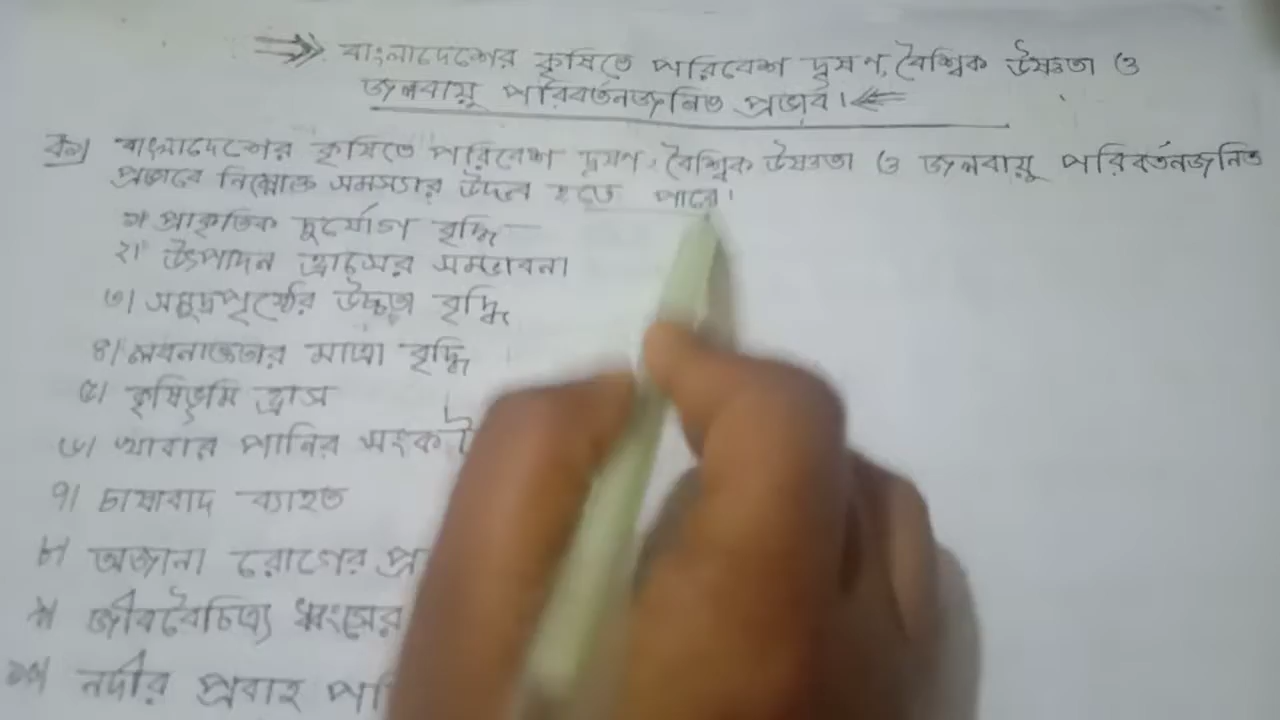 বাংলাদেশের কৃষিতে পরিবেশ দূষণ, বৈশ্বিক উষ্ণতা ও
জলবায়ু পরিবর্তনজনিত প্রভাব।
ক) বাংলাদেশের কৃষিতে পরিবেশ দূষণ, বৈশ্বিক উষ্ণতা ও জলবায়ু পরিবর্তনজনিত
প্রভাবে নিম্নোক্ত সমস্যার উদ্ভব হতে পারে।
১। প্রাকৃতিক দুর্যোগ বৃদ্ধি
২। উৎপাদন হ্রাসের সম্ভাবনা
৩। সমুদ্রপৃষ্ঠের উচ্চতা বৃদ্ধি
৪। লবনাক্ততার মাত্রা বৃদ্ধি
৫। কৃষিভূমি হ্রাস
৬। খাবার পানির সংকট
৭। চাষাবাদ ব্যাহত
৮। অজানা রোগের
৯। জীববৈচিত্র্য ধ্বংসের
১০। নদীর প্রবাহ